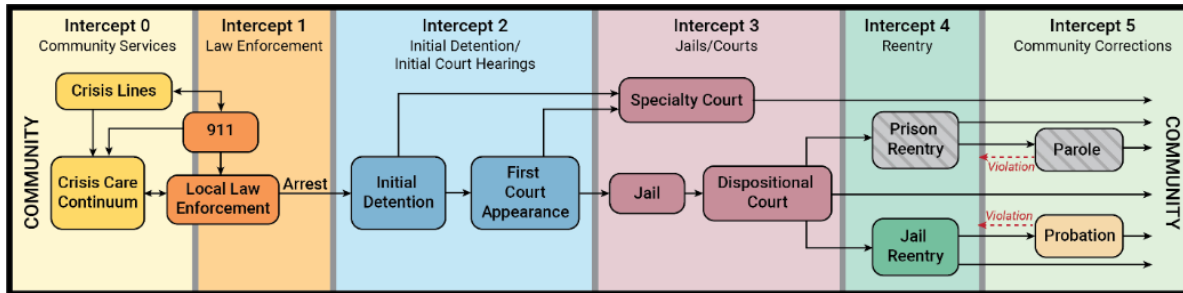 Intercept 0
Community Services
Intercept 1
Law Enforcement
Intercept 2
Initial Detention/
Initial Court Hearings
Intercept 3
Jails/Courts
Intercept 4
Reentry
Intercept 5
Community Corrections
COMMUNITY
Crisis Lines
911
Crisis Care
Continuum
Local Law
Enforcement
Arrest
Initial
Detention
First
Court
Appearance
Specialty Court
Jail
Dispositional
Court
Prison
Reentry
Violation
Parole
Jail
Reentry
Violation
Probation
COMMUNITY